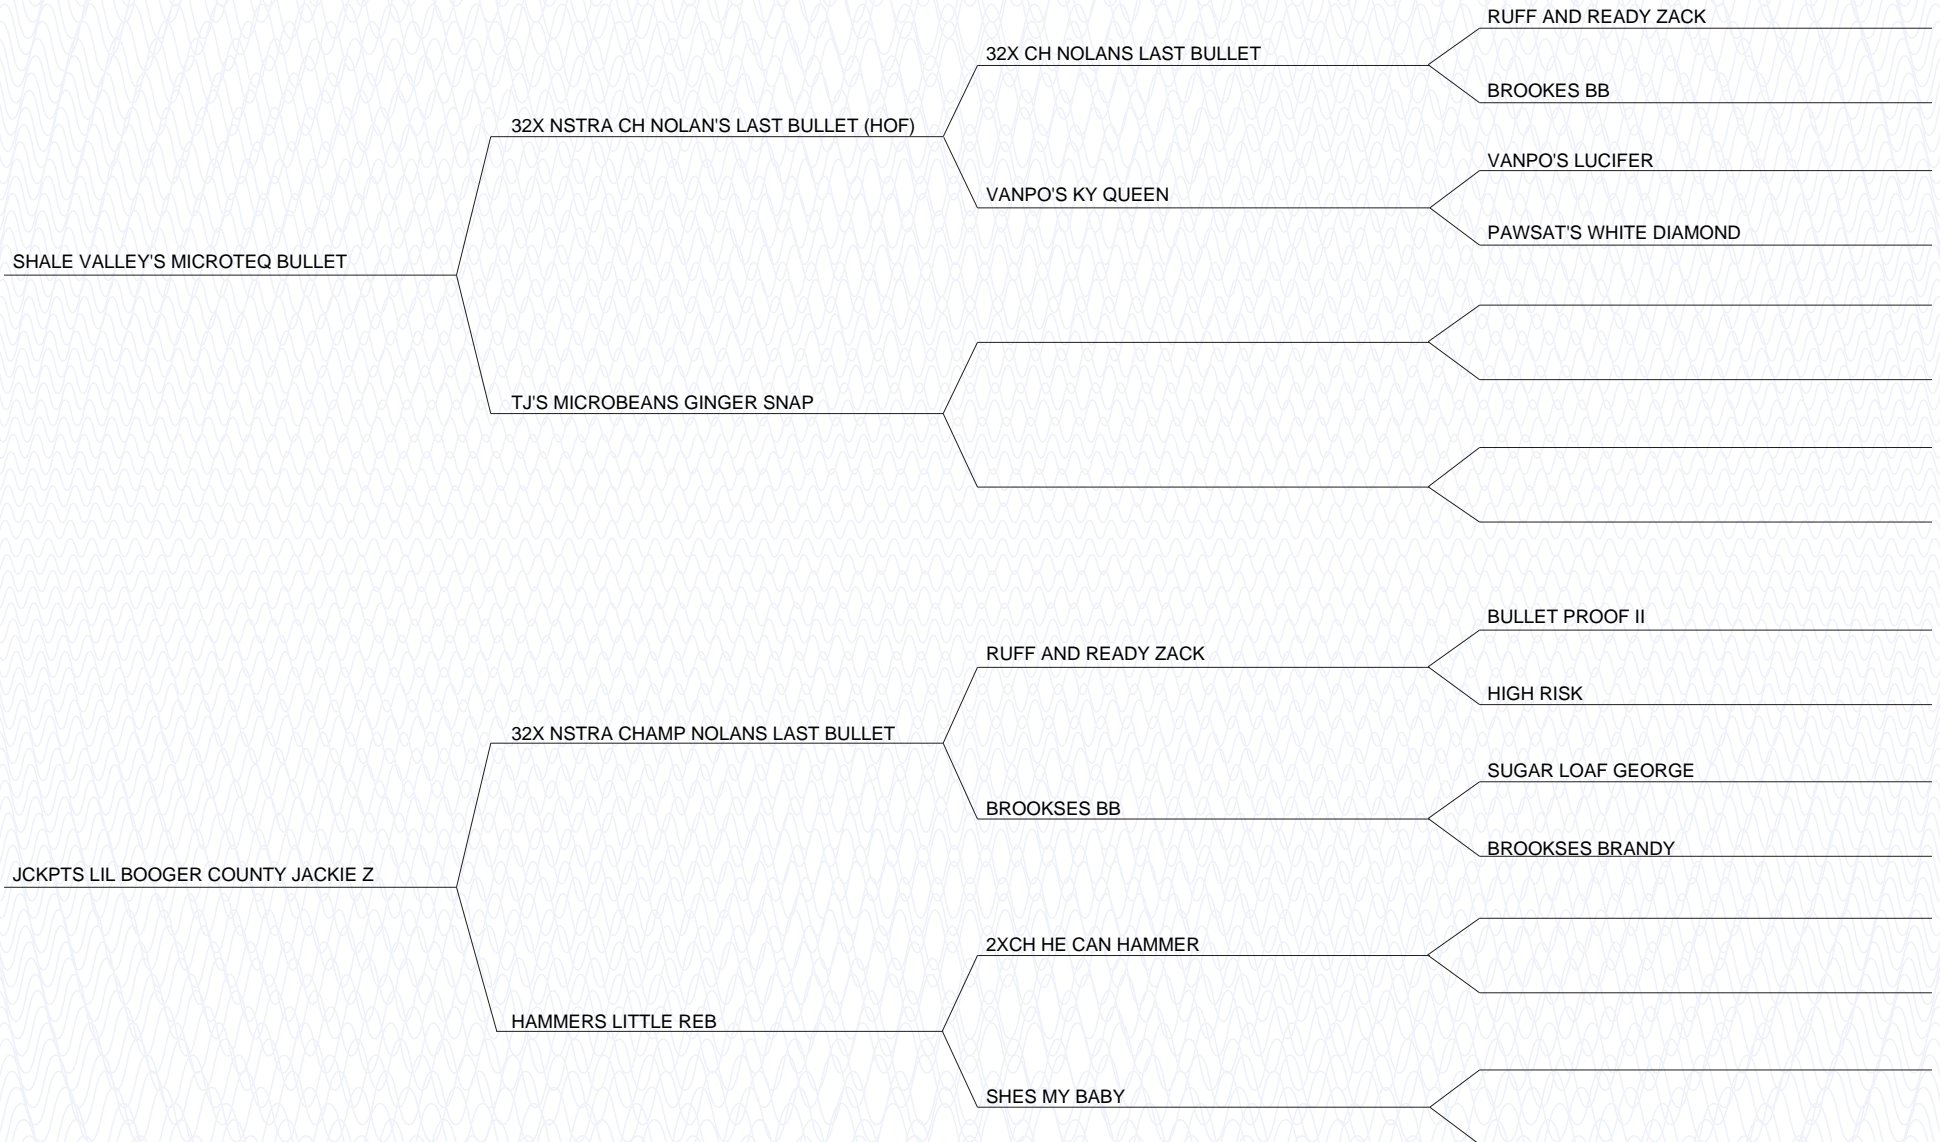 RUFF AND READY ZACK
32X CH NOLANS LAST BULLET
BROOKES BB
32X NSTRA CH NOLAN'S LAST BULLET (HOF)
VANPO'S LUCIFER
VANPO'S KY QUEEN
PAWSAT'S WHITE DIAMOND
SHALE VALLEY'S MICROTEQ BULLET
TJ'S MICROBEANS GINGER SNAP
BULLET PROOF II
RUFF AND READY ZACK
HIGH RISK
32X NSTRA CHAMP NOLANS LAST BULLET
SUGAR LOAF GEORGE
BROOKSES BB
BROOKSES BRANDY
JCKPTS LIL BOOGER COUNTY JACKIE Z
2XCH HE CAN HAMMER
HAMMERS LITTLE REB
SHES MY BABY